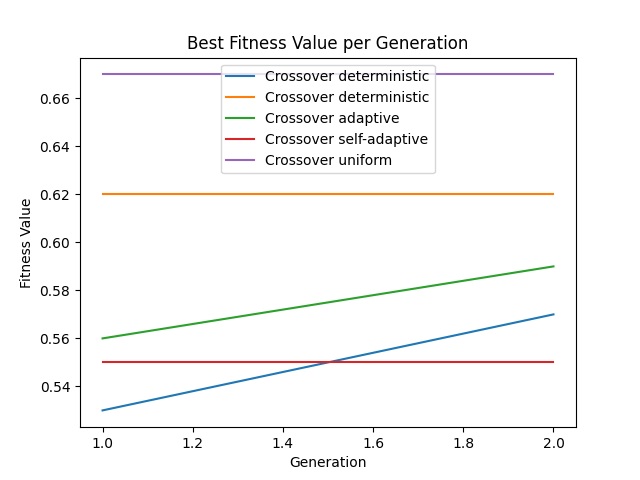 Best Fitness Value per Generation
Crossover deterministic
Crossover deterministic
Crossover adaptive
Crossover self-adaptive
Crossover uniform
Fitness Value
0.66
0.64
0.62
0.60
0.58
0.56
0.54
1.0 1.2 1.4 1.6 1.8 2.0
Generation